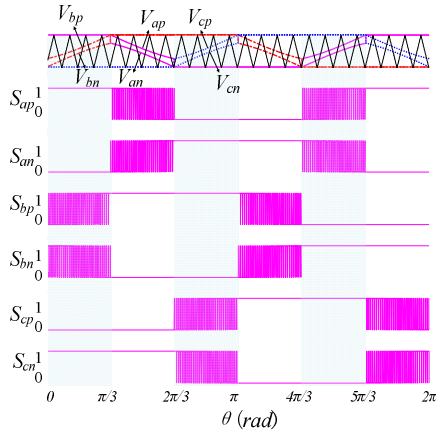 V_bp V_ap V_cp
V_bn V_an V_cn
S_ap 1
0
S_an 1
0
S_bp 1
0
S_bn 1
0
S_cp 1
0
S_cn 1
0
0 π/3 2π/3 π 4π/3 5π/3 2π
θ (rad)